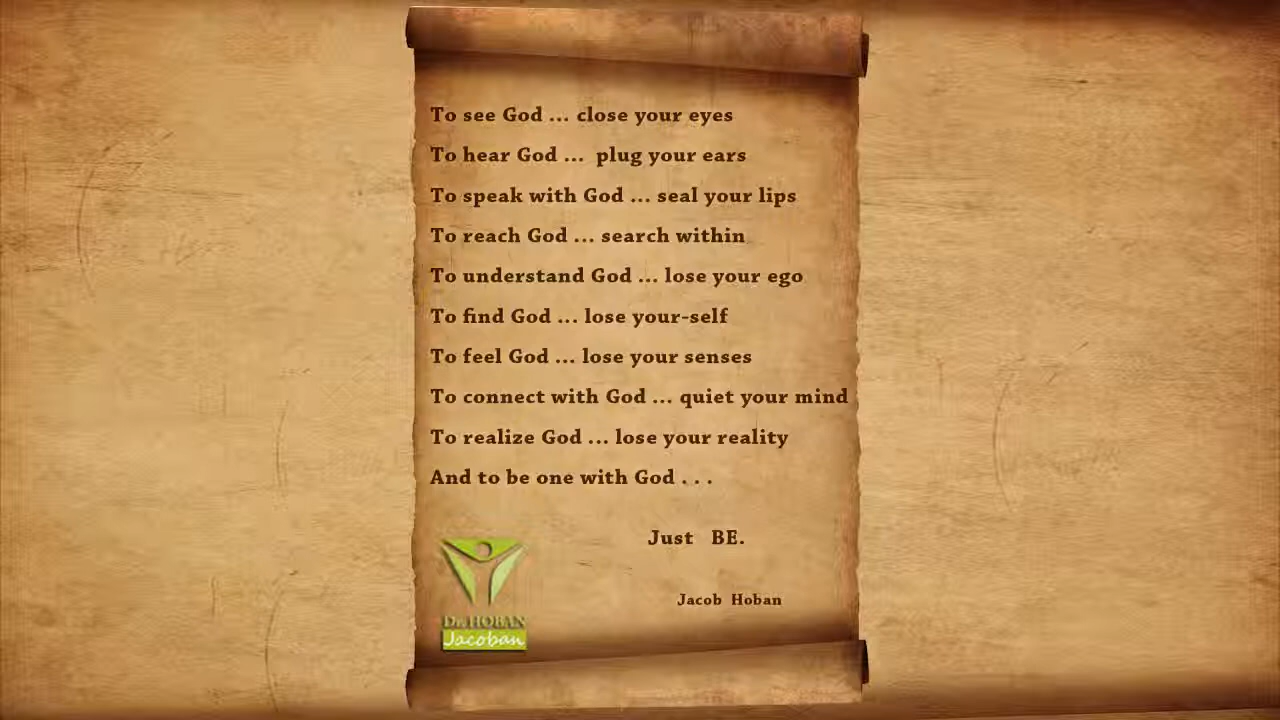 To see God ... close your eyes
To hear God ... plug your ears
To speak with God ... seal your lips
To reach God ... search within
To understand God ... lose your ego
To find God ... lose your-self
To feel God ... lose your senses
To connect with God ... quiet your mind
To realize God ... lose your reality
And to be one with God . . .
Just BE.
Jacob Hoban
Dr. HOBAN
Jacoban